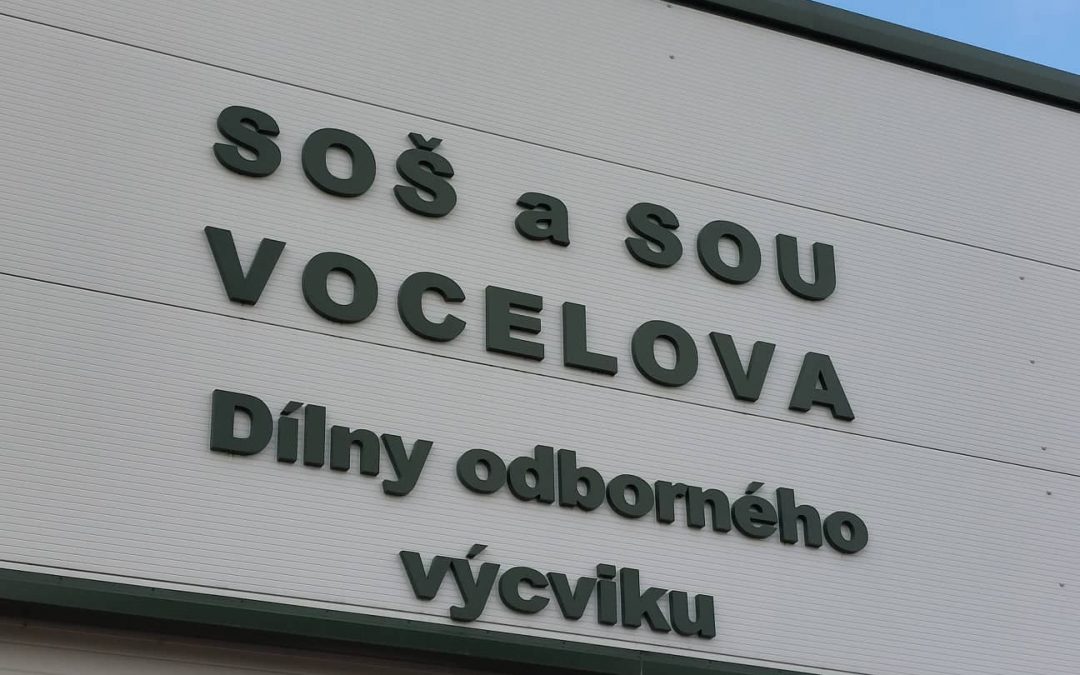 SOŠ a SOU
VOCELOVA
Dílny odborného
výcviku